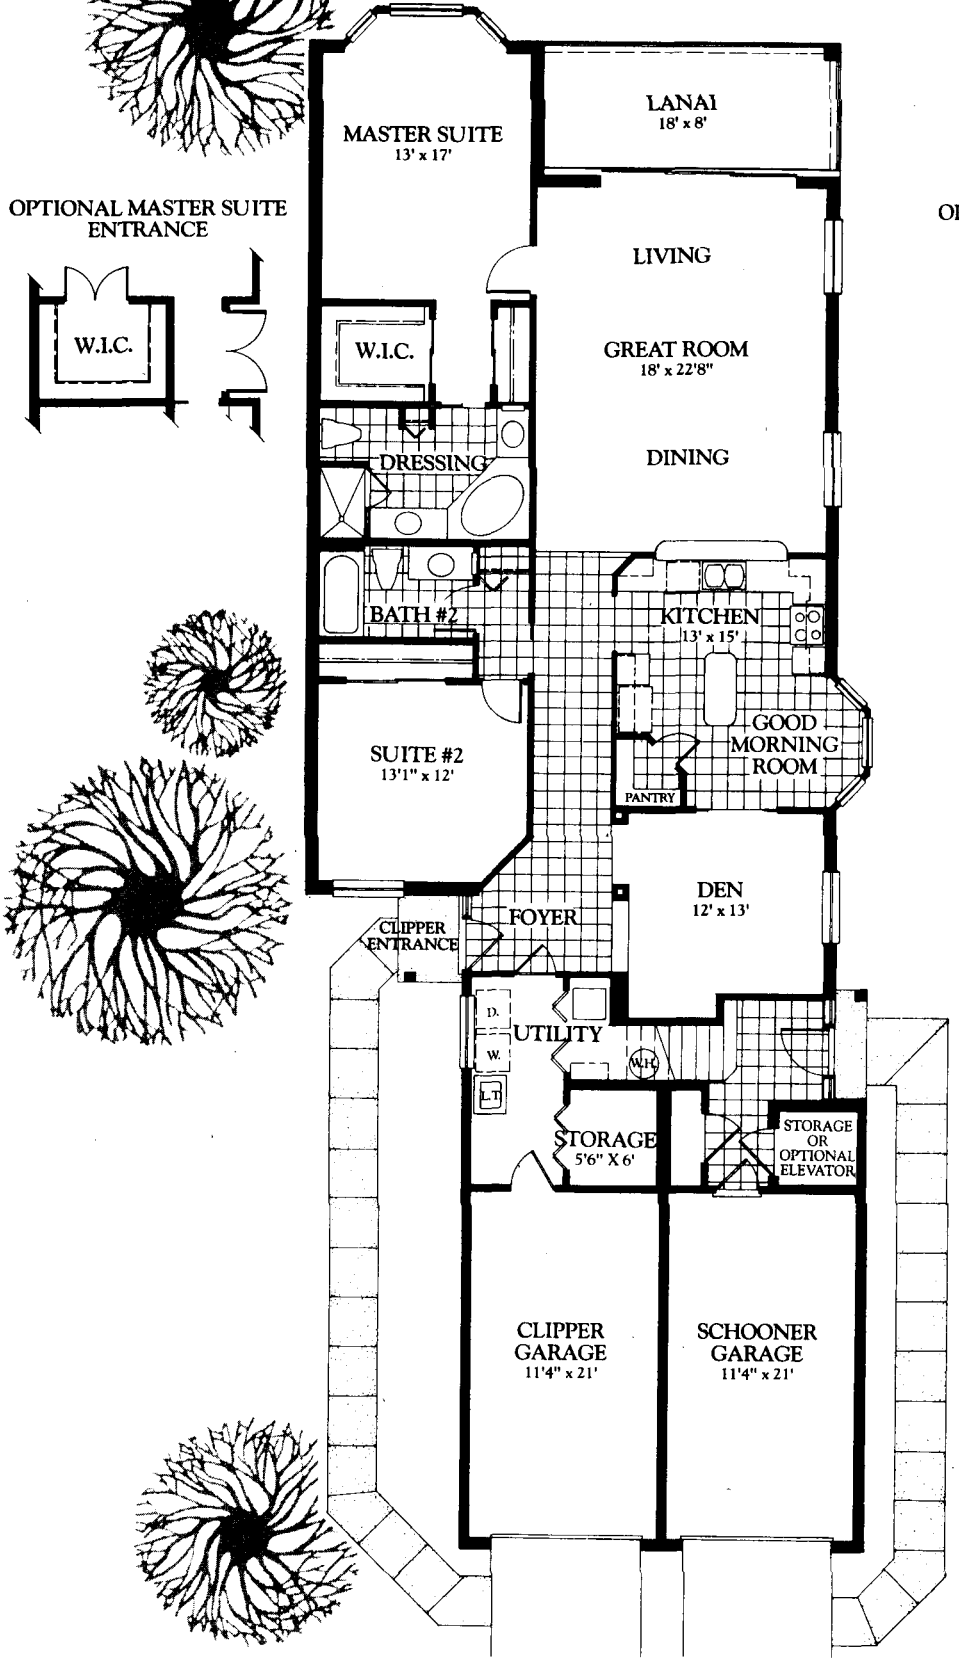 LANAI
18' x 8'
MASTER SUITE
13' x 17'
OPTIONAL MASTER SUITE
ENTRANCE
LIVING
W.I.C.
W.I.C.
GREAT ROOM
18' x 22'8"
DINING
DRESSING
BATH #2
KITCHEN
13' x 15'
GOOD
MORNING
ROOM
SUITE #2
13'1" x 12'
PANTRY
DEN
12' x 13'
FOYER
CLIPPER
ENTRANCE
D.
UTILITY
W.
W.H.
L.T.
STORAGE
5'6" X 6'
STORAGE
OR
OPTIONAL
ELEVATOR
CLIPPER
GARAGE
11'4" x 21'
SCHOONER
GARAGE
11'4" x 21'